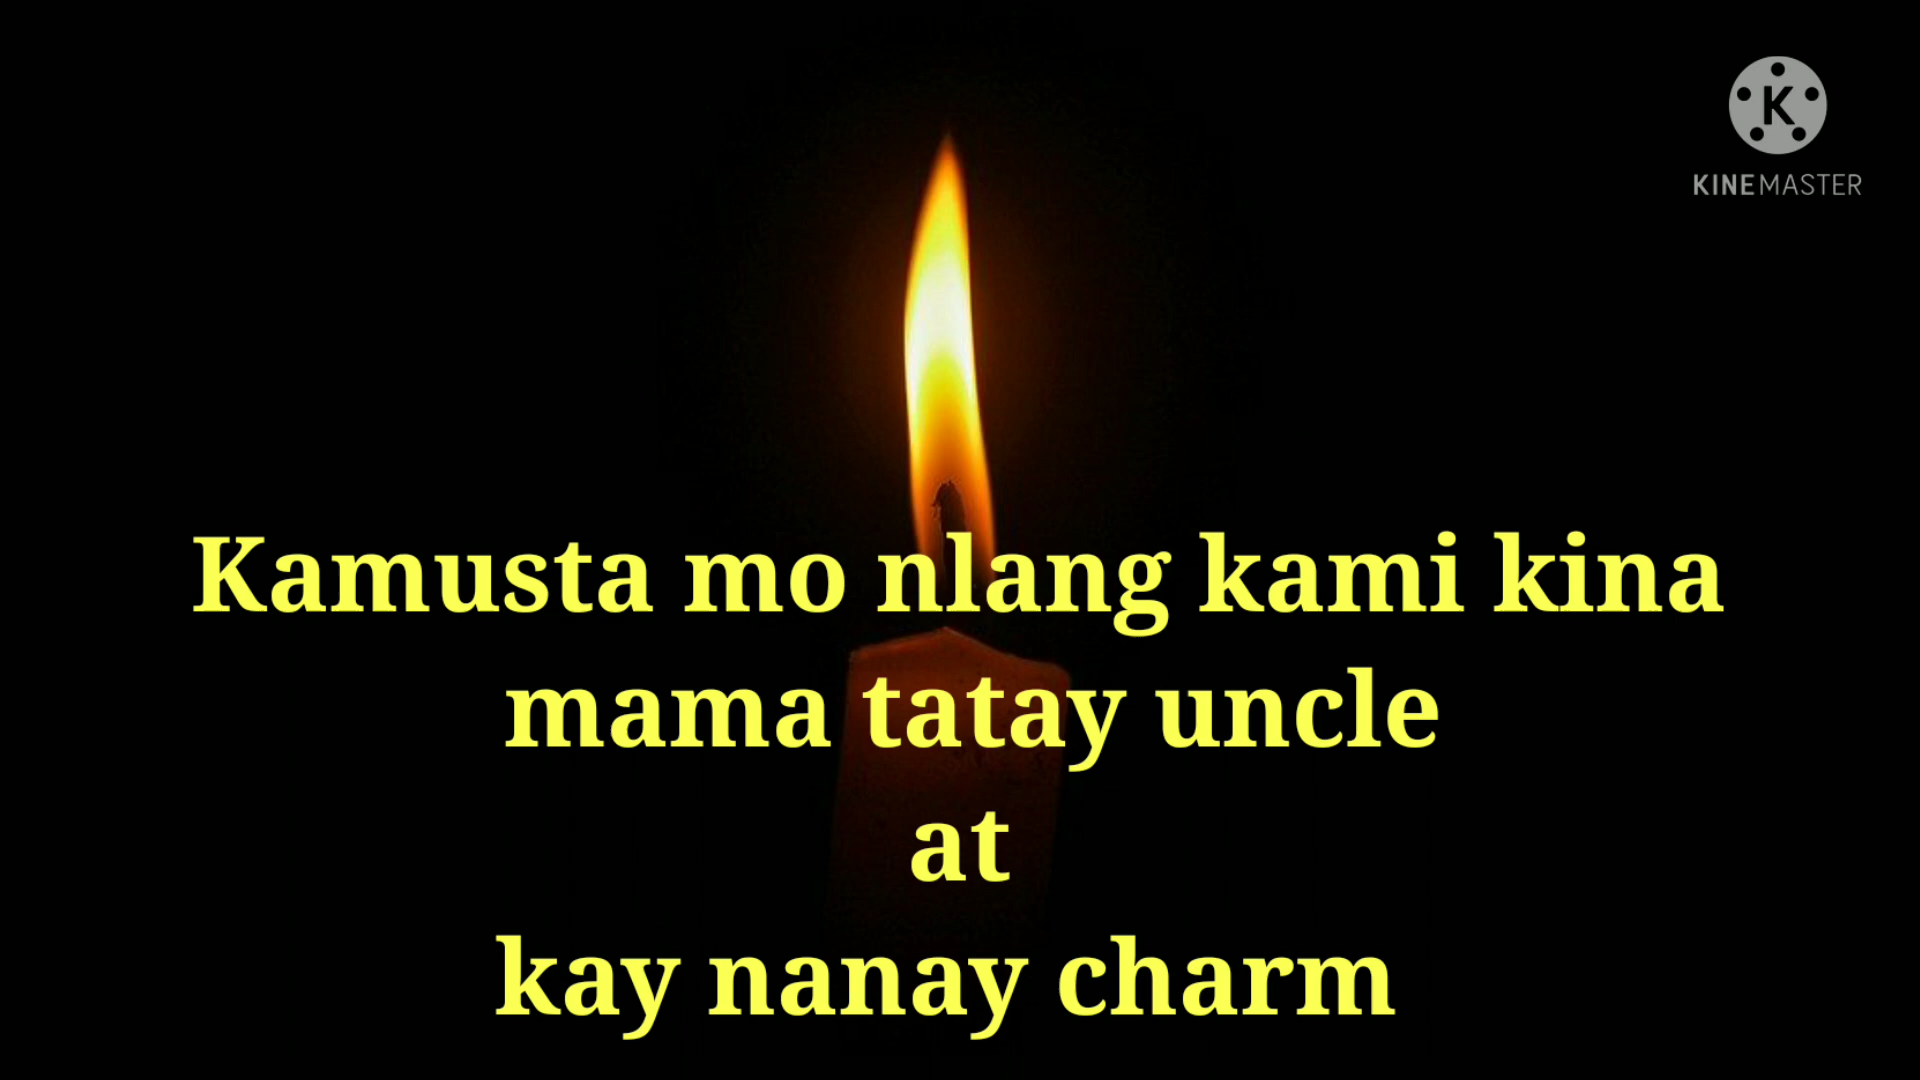 KINEMASTER
Kamusta mo nlang kami kina
mama tatay uncle
at
kay nanay charm